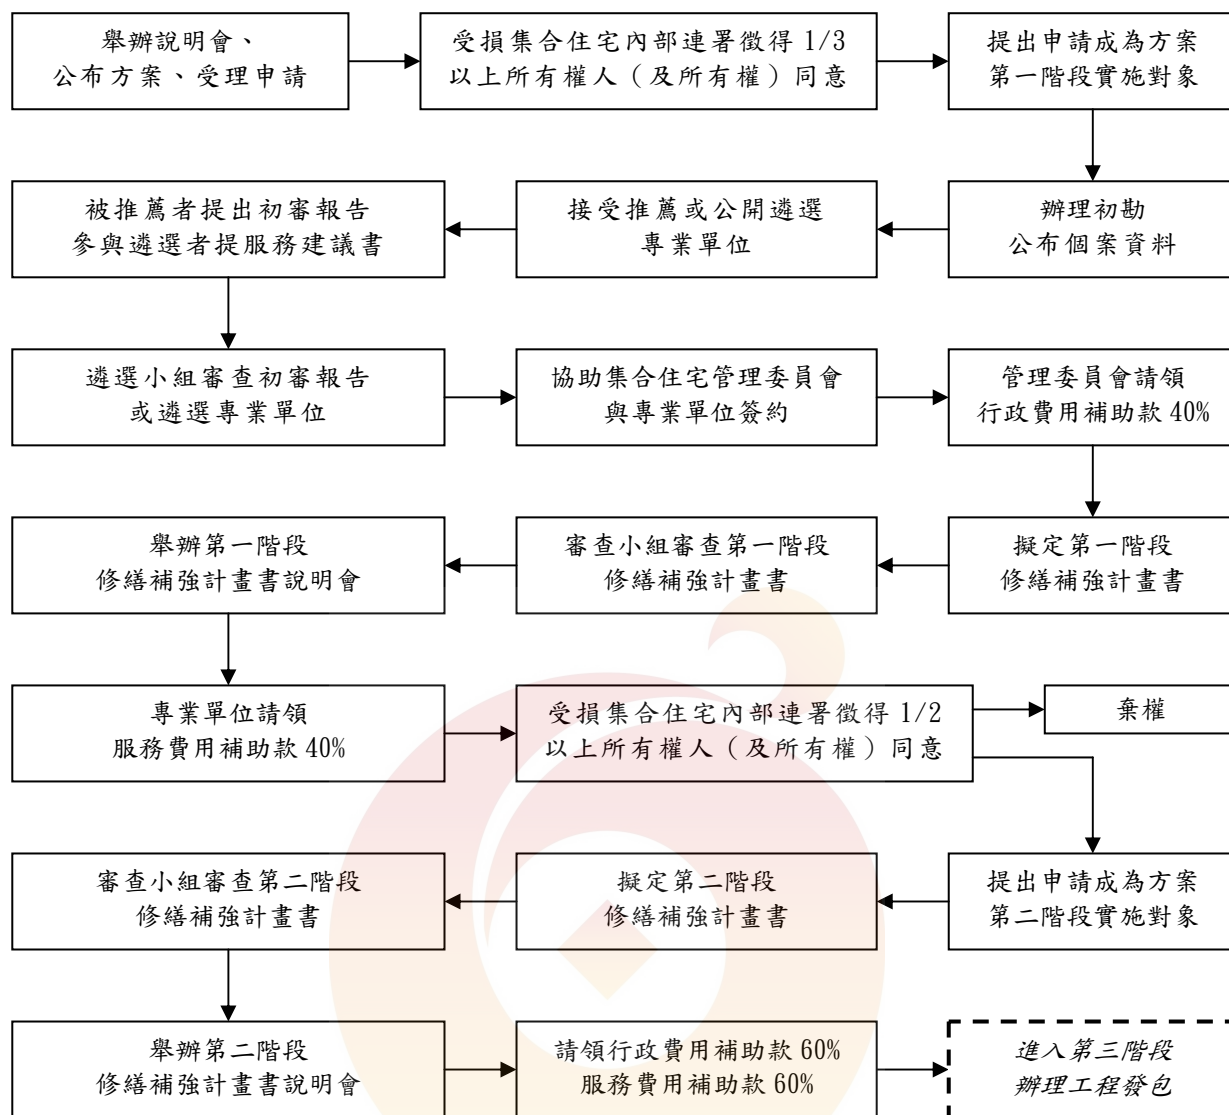 舉辦說明會、
公布方案、受理申請
受損集合住宅內部連署徵得 1/3
以上所有權人（及所有權）同意
提出申請成為方案
第一階段實施對象
辦理初勘
公布個案資料
接受推薦或公開遴選
專業單位
被推薦者提出初審報告
參與遴選者提服務建議書
遴選小組審查初審報告
或遴選專業單位
協助集合住宅管理委員會
與專業單位簽約
管理委員會請領
行政費用補助款 40%
擬定第一階段
修繕補強計畫書
審查小組審查第一階段
修繕補強計畫書
舉辦第一階段
修繕補強計畫書說明會
專業單位請領
服務費用補助款 40%
受損集合住宅內部連署徵得 1/2
以上所有權人（及所有權）同意
棄權
提出申請成為方案
第二階段實施對象
擬定第二階段
修繕補強計畫書
審查小組審查第二階段
修繕補強計畫書
舉辦第二階段
修繕補強計畫書說明會
請領行政費用補助款 60%
服務費用補助款 60%
進入第三階段
辦理工程發包